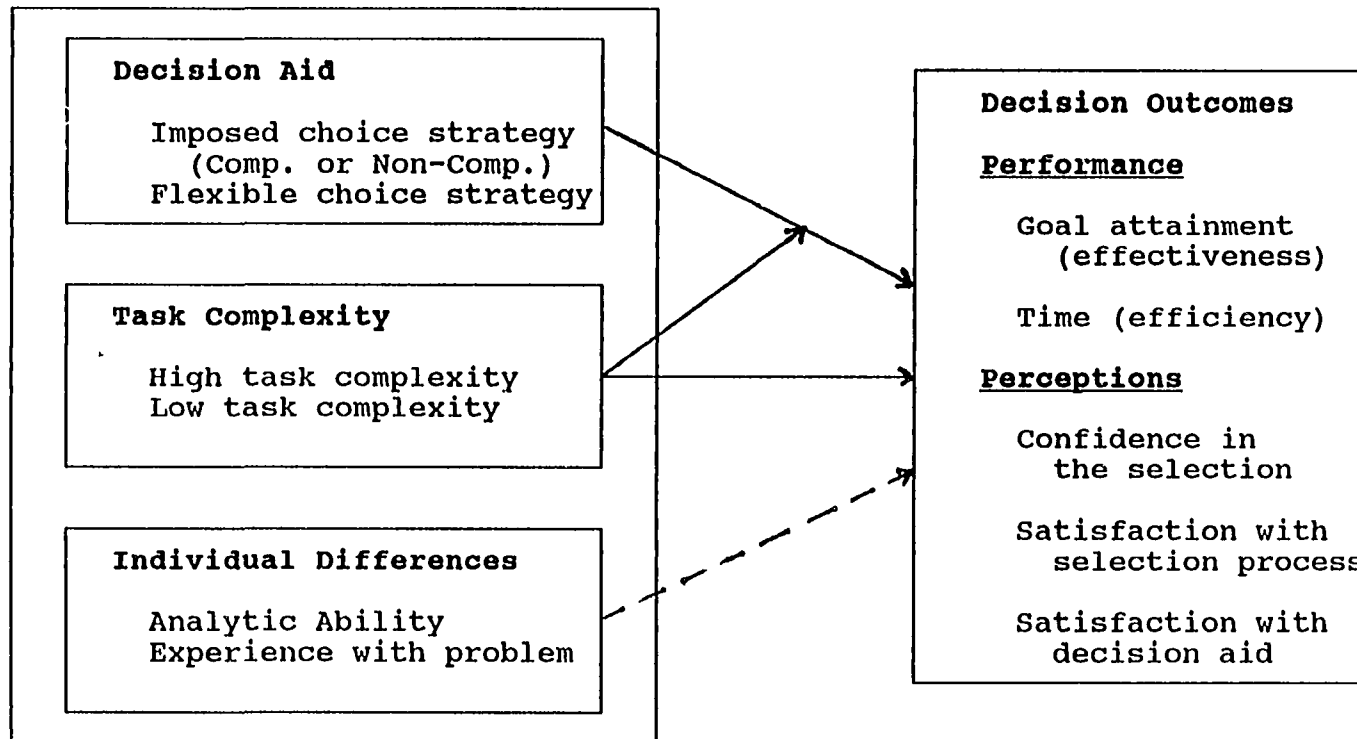 Decision Aid
Imposed choice strategy
(Comp. or Non-Comp.)
Flexible choice strategy
Task Complexity
High task complexity
Low task complexity
Individual Differences
Analytic Ability
Experience with problem
Decision Outcomes
Performance
Goal attainment
(effectiveness)
Time (efficiency)
Perceptions
Confidence in
the selection
Satisfaction with
selection process
Satisfaction with
decision aid